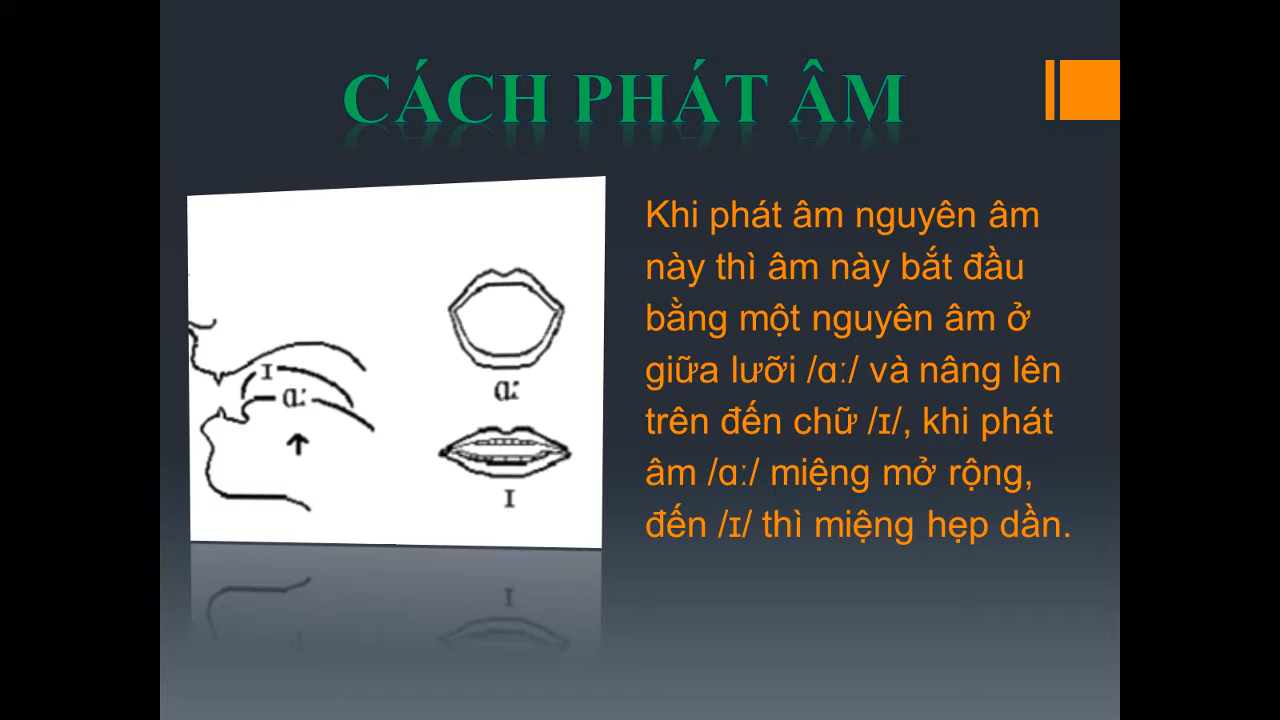 CÁCH PHÁT ÂM
Khi phát âm nguyên âm
này thì âm này bắt đầu
bằng một nguyên âm ở
giữa lưỡi /ɑː/ và nâng lên
trên đến chữ /ɪ/, khi phát
âm /ɑː/ miệng mở rộng,
đến /ɪ/ thì miệng hẹp dần.
ɪ
ɑː
ɑː
ɪ